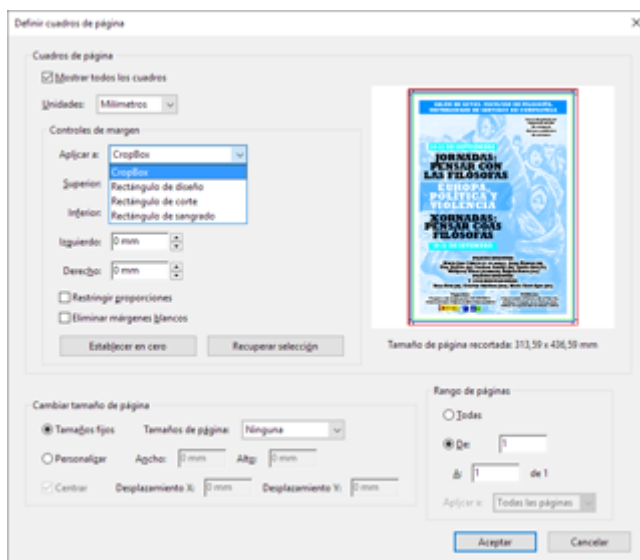 Definir cuadros de página
Cuadros de página
Mostrar todos los cuadros
Unidades: Milímetros
Controles de margen
Aplicar a: CropBox
CropBox
Superior: Rectángulo de diseño
Rectángulo de corte
Inferior: Rectángulo de sangrado
Izquierdo: 0 mm
Derecho: 0 mm
Restringir proporciones
Eliminar márgenes blancos
Establecer en cero Recuperar selección
JORNADAS:
PENSAR CON
LAS FILÓSOFAS
EUROPA,
POLÍTICA Y
VIOLENCIA
XORNADAS:
PENSAR COAS
FILÓSOFAS
Tamaño de página recortada: 313,59 x 436,59 mm
Cambiar tamaño de página
Tamaños fijos Tamaños de página: Ninguna
Personalizar Ancho: 0 mm Alto: 0 mm
Centrar Desplazamiento X: 0 mm Desplazamiento Y: 0 mm
Rango de páginas
Todas
De: 1
A: 1 de 1
Aplicar a: Todas las páginas
Aceptar Cancelar